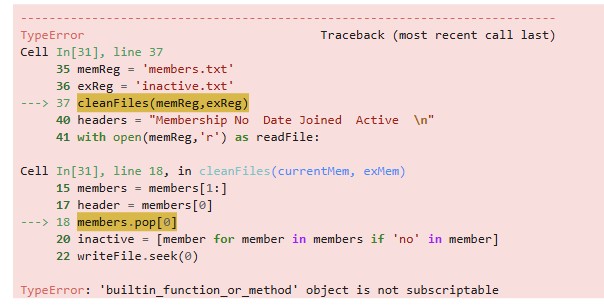 ---------------------------------------------------------------------------
TypeError                                 Traceback (most recent call last)
Cell In[31], line 37
     35 memReg = 'members.txt'
     36 exReg = 'inactive.txt'
---> 37 cleanFiles(memReg,exReg)
     40 headers = "Membership No  Date Joined  Active  \n"
     41 with open(memReg,'r') as readFile:

Cell In[31], line 18, in cleanFiles(currentMem, exMem)
     15 members = members[1:]
     17 header = members[0]
---> 18 members.pop[0]
     20 inactive = [member for member in members if 'no' in member]
     22 writeFile.seek(0)

TypeError: 'builtin_function_or_method' object is not subscriptable